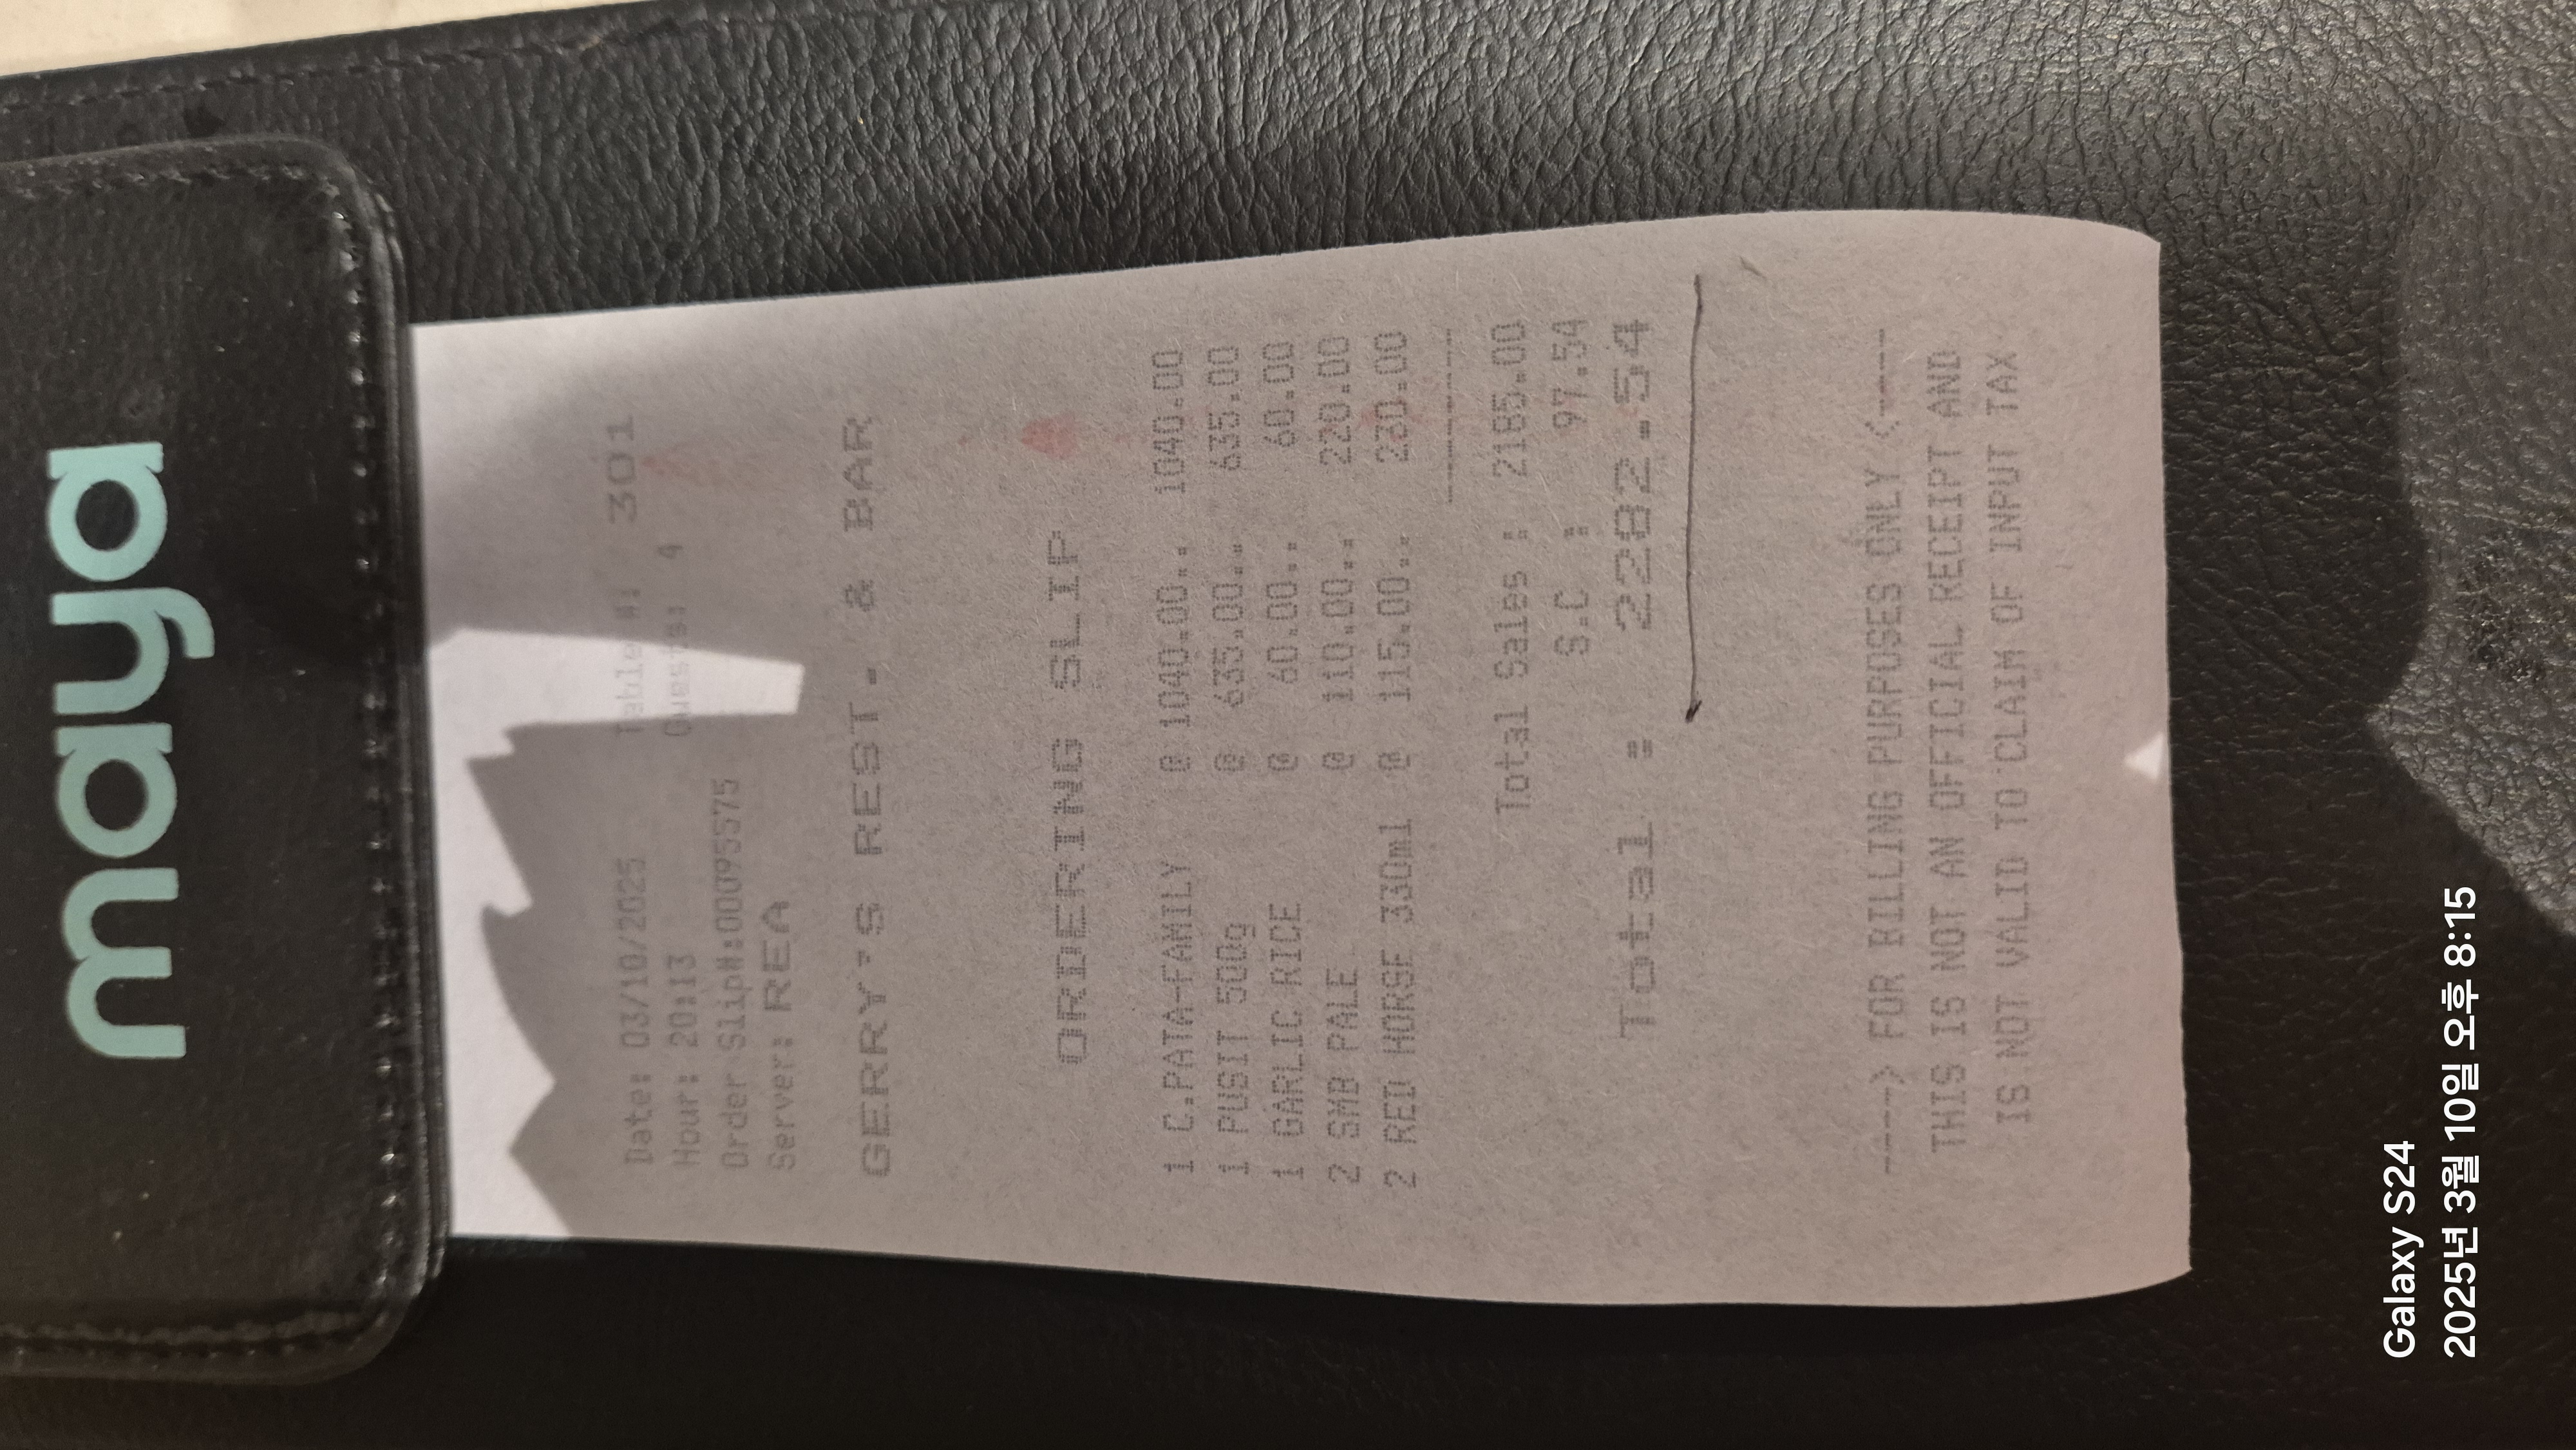 maya
Date: 03/10/2025 Table #: 301
Hour: 20:13 Guests: 4
Order Slip#:00095575
Server: REA
GERRY'S REST. & BAR
ORDERING SLIP
1 C.PATA-FAMILY @ 1040.00.. 1040.00
1 PUSIT 500g @ 635.00.. 635.00
1 GARLIC RICE @ 60.00.. 60.00
2 SMB PALE @ 110.00.. 220.00
2 RED HORSE 330ml @ 115.00.. 230.00
----------
Total Sales : 2185.00
S.C : 97.54
Total : 2282.54
----> FOR BILLING PURPOSES ONLY <----
THIS IS NOT AN OFFICIAL RECEIPT AND
IS NOT VALID TO CLAIM OF INPUT TAX
Galaxy S24
2025년 3월 10일 오후 8:15